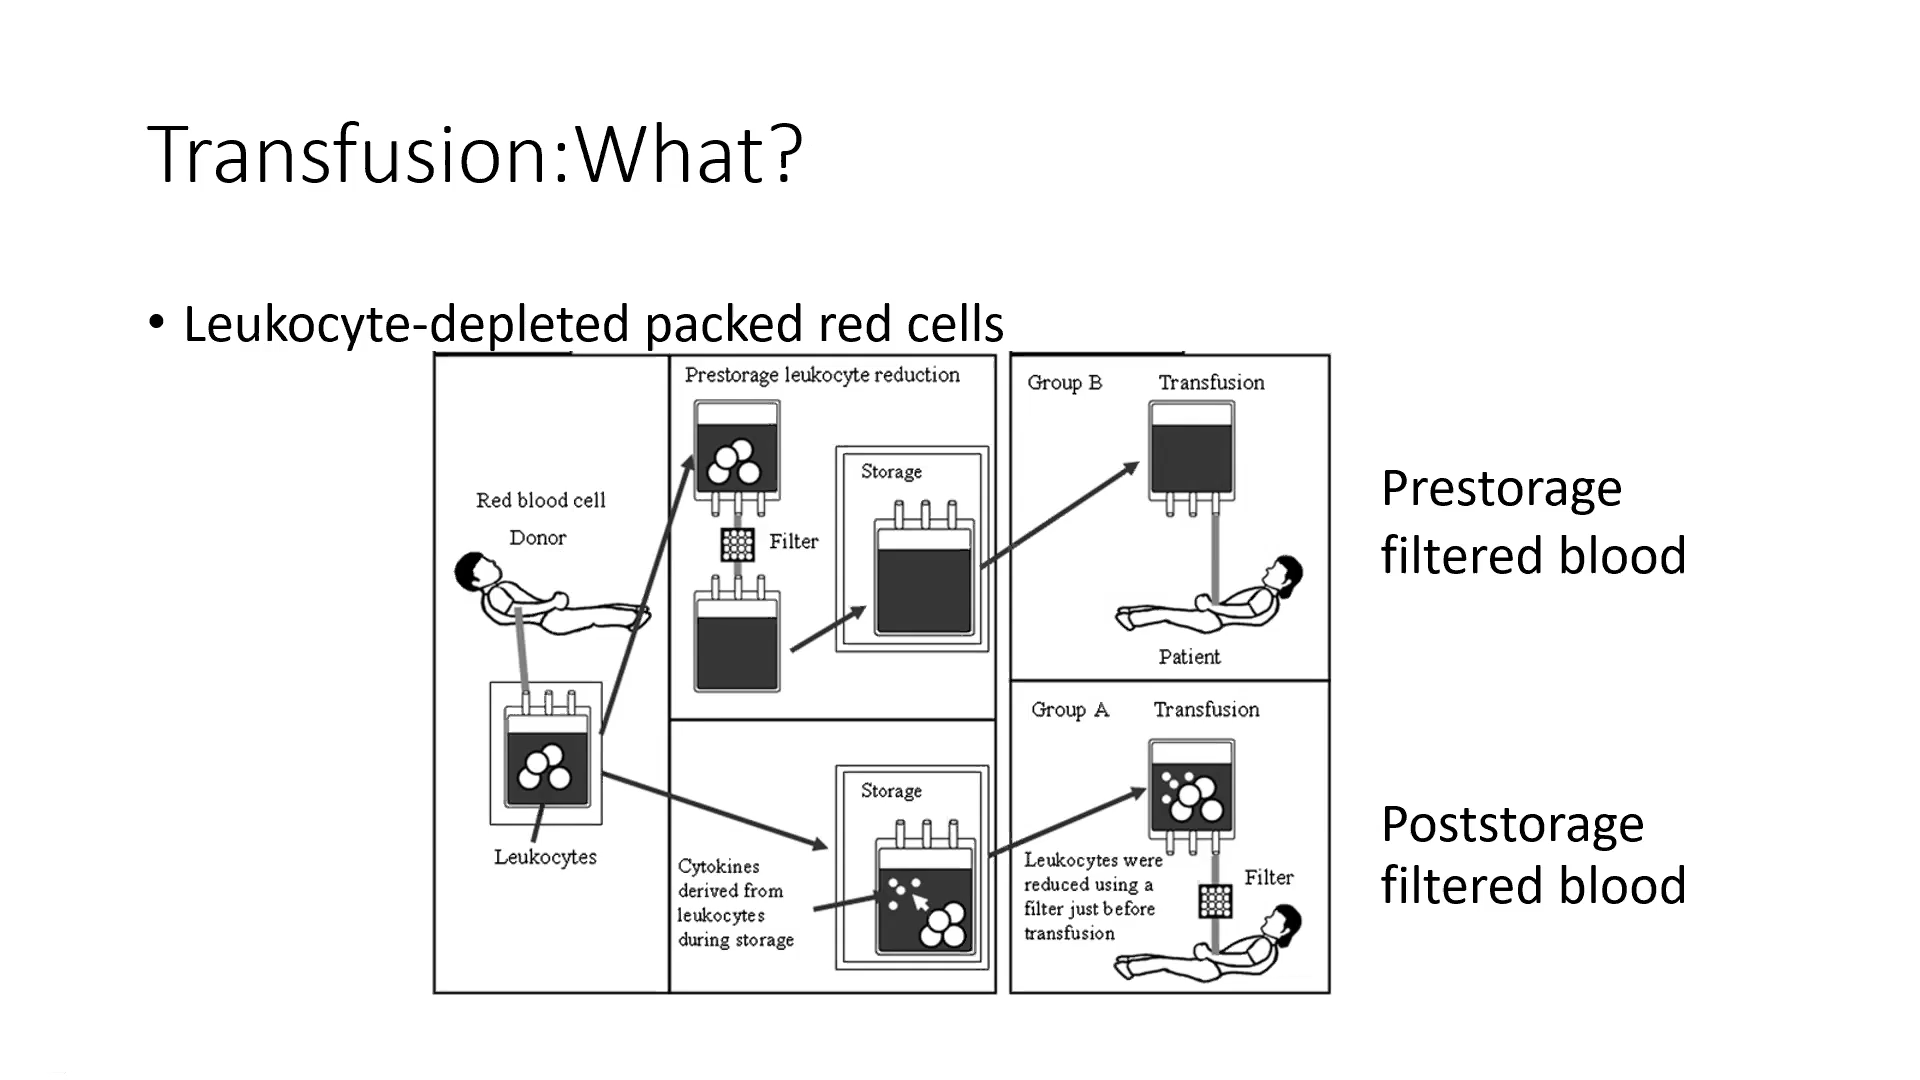 Transfusion:What?
• Leukocyte-depleted packed red cells
Red blood cell
Donor
Leukocytes
Prestorage leukocyte reduction
Filter
Storage
Group B
Transfusion
Patient
Prestorage
filtered blood
Storage
Cytokines
derived from
leukocytes
during storage
Group A
Transfusion
Leukocytes were
reduced using a
filter just before
transfusion
Filter
Poststorage
filtered blood